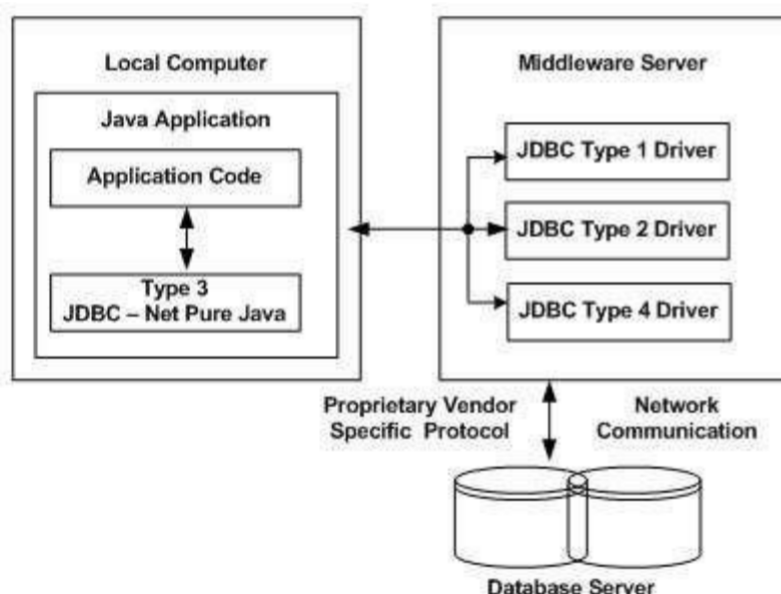 Local Computer
Java Application
Application Code
Type 3
JDBC – Net Pure Java
Middleware Server
JDBC Type 1 Driver
JDBC Type 2 Driver
JDBC Type 4 Driver
Proprietary Vendor
Specific Protocol
Network
Communication
Database Server